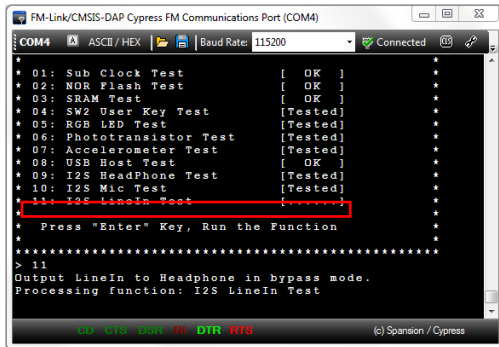 FM-Link/CMSIS-DAP Cypress FM Communications Port (COM4)
COM4 A ASCII / HEX Baud Rate: 115200 Connected
* *
* 01: Sub Clock Test [ OK ] *
* 02: NOR Flash Test [ OK ] *
* 03: SRAM Test [ OK ] *
* 04: SW2 User Key Test [Tested] *
* 05: RGB LED Test [Tested] *
* 06: Phototransistor Test [Tested] *
* 07: Accelerometer Test [Tested] *
* 08: USB Host Test [ OK ] *
* 09: I2S HeadPhone Test [Tested] *
* 10: I2S Mic Test [Tested] *
* 11: I2S LineIn Test [......] *
* *
* Press "Enter" Key, Run the Function *
* *
**************************************************
> 11
Output LineIn to Headphone in bypass mode.
Processing function: I2S LineIn Test
CD CTS DSR RI DTR RTS (c) Spansion / Cypress